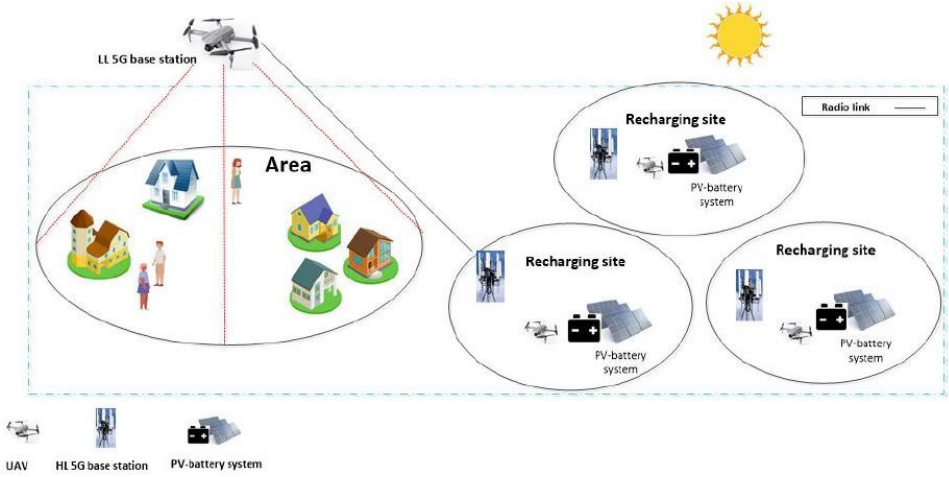 LL 5G base station
Radio link
Recharging site
PV-battery
system
Area
Recharging site
PV-battery
system
Recharging site
PV-battery
system
UAV
HL 5G base station
PV-battery system